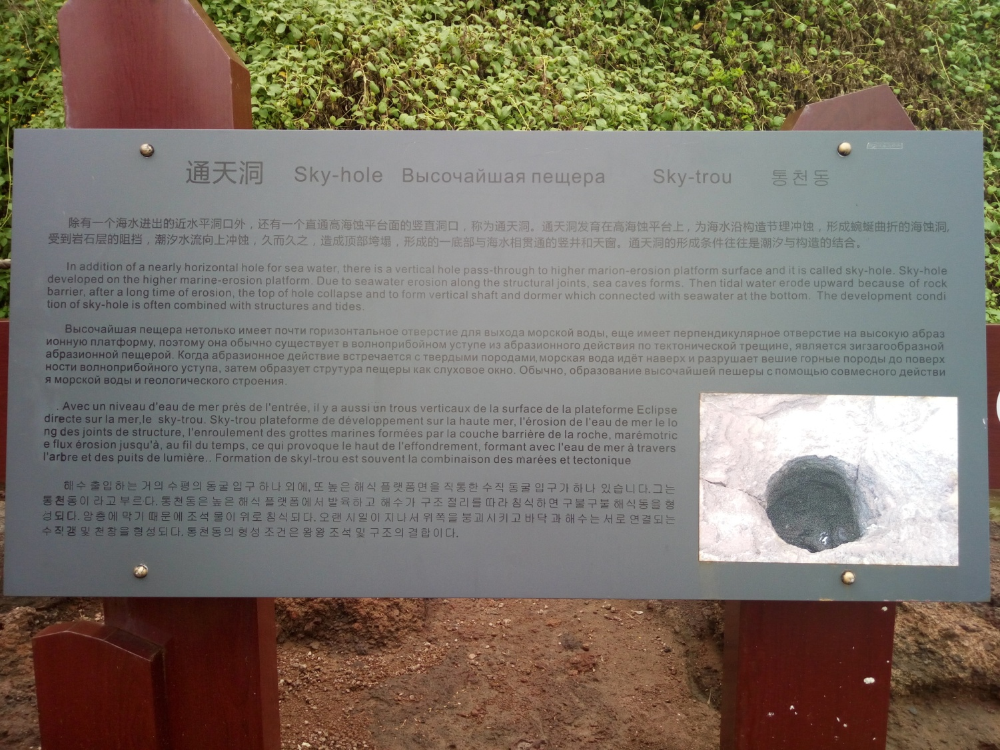 通天洞 Sky-hole Высочайшая пещера Sky-trou 통천동
除有一个海水进出的近水平洞口外，还有一个直通高海蚀平台面的竖直洞口，称为通天洞。通天洞发育在高海蚀平台上，为海水沿构造节理冲蚀，形成蜿蜒曲折的海蚀洞，
受到岩石层的阻挡，潮汐水流向上冲蚀，久而久之，造成顶部垮塌，形成的一底部与海水相贯通的竖井和天窗。通天洞的形成条件往往是潮汐与构造的结合。
In addition of a nearly horizontal hole for sea water, there is a vertical hole pass-through to higher marion-erosion platform surface and it is called sky-hole. Sky-hole
developed on the higher marine-erosion platform. Due to seawater erosion along the structural joints, sea caves forms. Then tidal water erode upward because of rock
barrier, after a long time of erosion, the top of hole collapse and to form vertical shaft and dormer which connected with seawater at the bottom. The development condi
tion of sky-hole is often combined with structures and tides.
Высочайшая пещера нетолько имеет почти горизонтальное отверстие для выхода морской воды, еще имеет перпендикулярное отверстие на высокую абраз
ионную платформу, поэтому она обычно существует в волноприбойном уступе из абразионного действия по тектонической трещине, является зигзагообразной
абразионной пещерой. Когда абразионное действие встречается с твердыми породами, морская вода идёт наверх и разрушает вешие горные породы до поверх
ности волноприбойного уступа, затем образует струтура пещеры как слуховое окно. Обычно, образование высочайшей пешеры с помощью совмесного действи
я морской воды и геологического строения.
. Avec un niveau d'eau de mer près de l'entrée, il y a aussi un trous verticaux de la surface de la plateforme Eclipse
directe sur la mer,le sky-trou. Sky-trou plateforme de développement sur la haute mer, l'érosion de l'eau de mer le lo
ng des joints de structure, l'enroulement des grottes marines formées par la couche barrière de la roche, marémotric
e flux érosion jusqu'à, au fil du temps, ce qui provoque le haut de l'effondrement, formant avec l'eau de mer à travers
l'arbre et des puits de lumière.. Formation de skyl-trou est souvent la combinaison des marées et tectonique
해수 출입하는 거의 수평의 동굴 입구 하나 외에, 또 높은 해식 플랫폼면을 직통한 수직 동굴 입구가 하나 있습니다. 그는
통천동이 라고 부르다. 통천동은 높은 해식 플랫폼에서 발육하고 해수가 구조 절리를 따라 침식하면 구불구불 해식동을 형
성되다. 암층에 막기 때문에 조석 물이 위로 침식되다. 오랜 시일이 지나서 위쪽을 붕괴시키고 바닥 과 해수는 서로 연결되는
수직갱 및 천창을 형성되다. 통천동의 형성 조건은 왕왕 조석 및 구조의 결합이다.